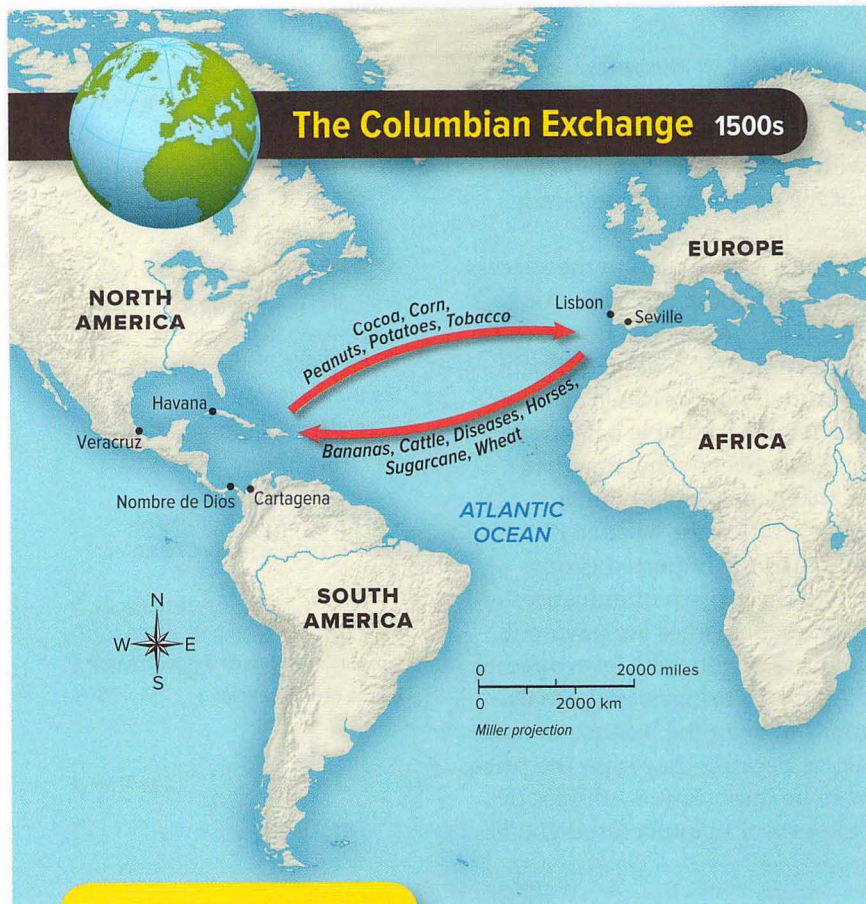 The Columbian Exchange 1500s
EUROPE
NORTH
AMERICA
Cocoa, Corn,
Peanuts, Potatoes, Tobacco
Lisbon
Seville
Havana
Veracruz
Bananas, Cattle, Diseases, Horses,
Sugarcane, Wheat
AFRICA
Nombre de Dios
Cartagena
ATLANTIC
OCEAN
SOUTH
AMERICA
N
W E
S
0 2000 miles
0 2000 km
Miller projection